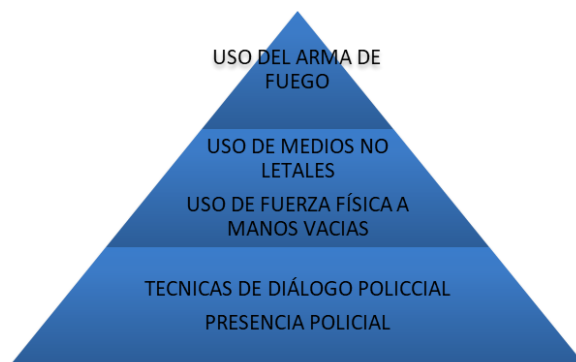 USO DEL ARMA DE
FUEGO
USO DE MEDIOS NO
LETALES
USO DE FUERZA FÍSICA A
MANOS VACIAS
TECNICAS DE DIÁLOGO POLICCIAL
PRESENCIA POLICIAL